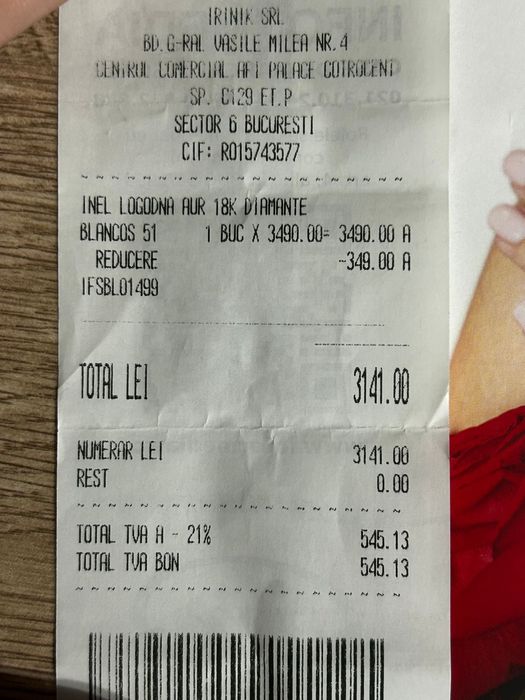 IRINIK SRL
BD.G-RAL VASILE MILEA NR.4
CENTRUL COMERCIAL AFI PALACE COTROCENI
SP. C129 ET.P
SECTOR 6 BUCURESTI
CIF: RO15743577
INEL LOGODNA AUR 18K DIAMANTE
BLANCOS 51 1 BUC X 3490.00= 3490.00 A
REDUCERE -349.00 A
IFSBL01499
TOTAL LEI 3141.00
NUMERAR LEI 3141.00
REST 0.00
TOTAL TVA A - 21% 545.13
TOTAL TVA BON 545.13